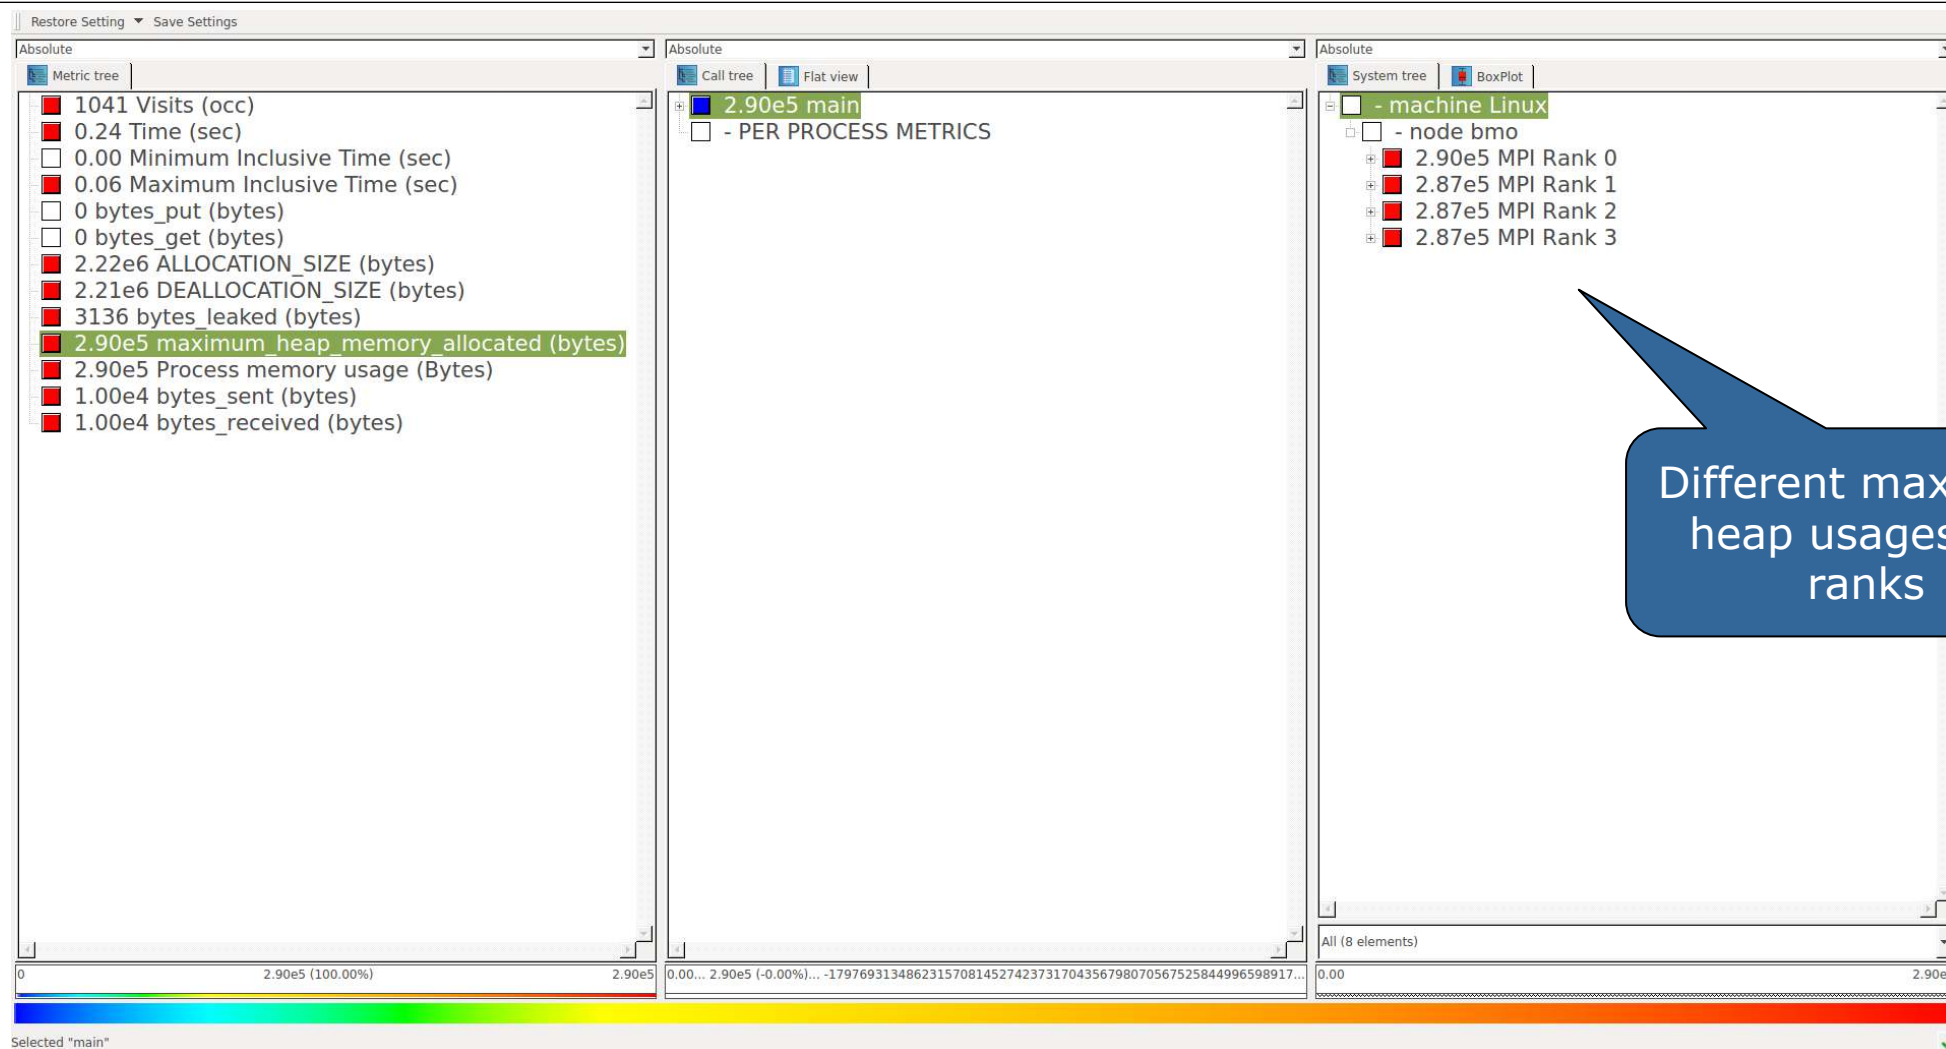 Restore Setting Save Settings
Absolute
Metric tree
1041 Visits (occ)
0.24 Time (sec)
0.00 Minimum Inclusive Time (sec)
0.06 Maximum Inclusive Time (sec)
0 bytes_put (bytes)
0 bytes_get (bytes)
2.22e6 ALLOCATION_SIZE (bytes)
2.21e6 DEALLOCATION_SIZE (bytes)
3136 bytes_leaked (bytes)
2.90e5 maximum_heap_memory_allocated (bytes)
2.90e5 Process memory usage (Bytes)
1.00e4 bytes_sent (bytes)
1.00e4 bytes_received (bytes)
0 2.90e5 (100.00%) 2.90e5
Absolute
Call tree Flat view
2.90e5 main
- PER PROCESS METRICS
0.00... 2.90e5 (-0.00%)... -17976931348623157081452742373170435679807056752584499659891​7...
Absolute
System tree BoxPlot
- machine Linux
- node bmo
2.90e5 MPI Rank 0
2.87e5 MPI Rank 1
2.87e5 MPI Rank 2
2.87e5 MPI Rank 3
Different max
heap usages
ranks
All (8 elements)
0.00 2.90e
Selected "main"